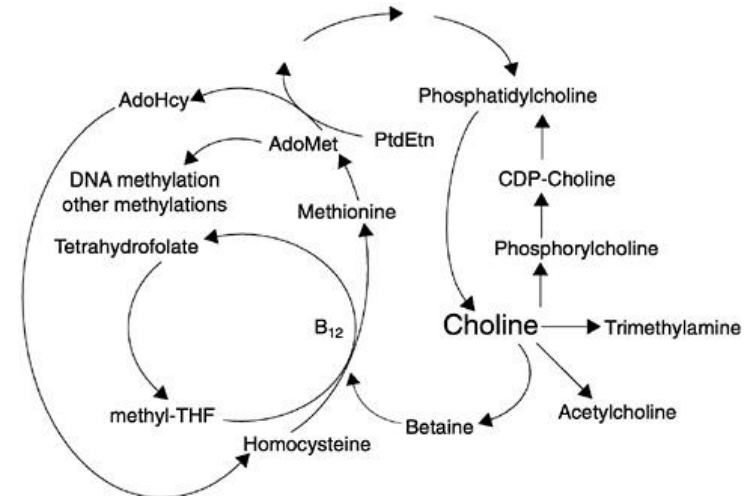 Phosphatidylcholine
AdoHcy
PtdEtn
AdoMet
DNA methylation
other methylations
CDP-Choline
Methionine
Tetrahydrofolate
Phosphorylcholine
B₁₂
Choline
Trimethylamine
methyl-THF
Acetylcholine
Betaine
Homocysteine